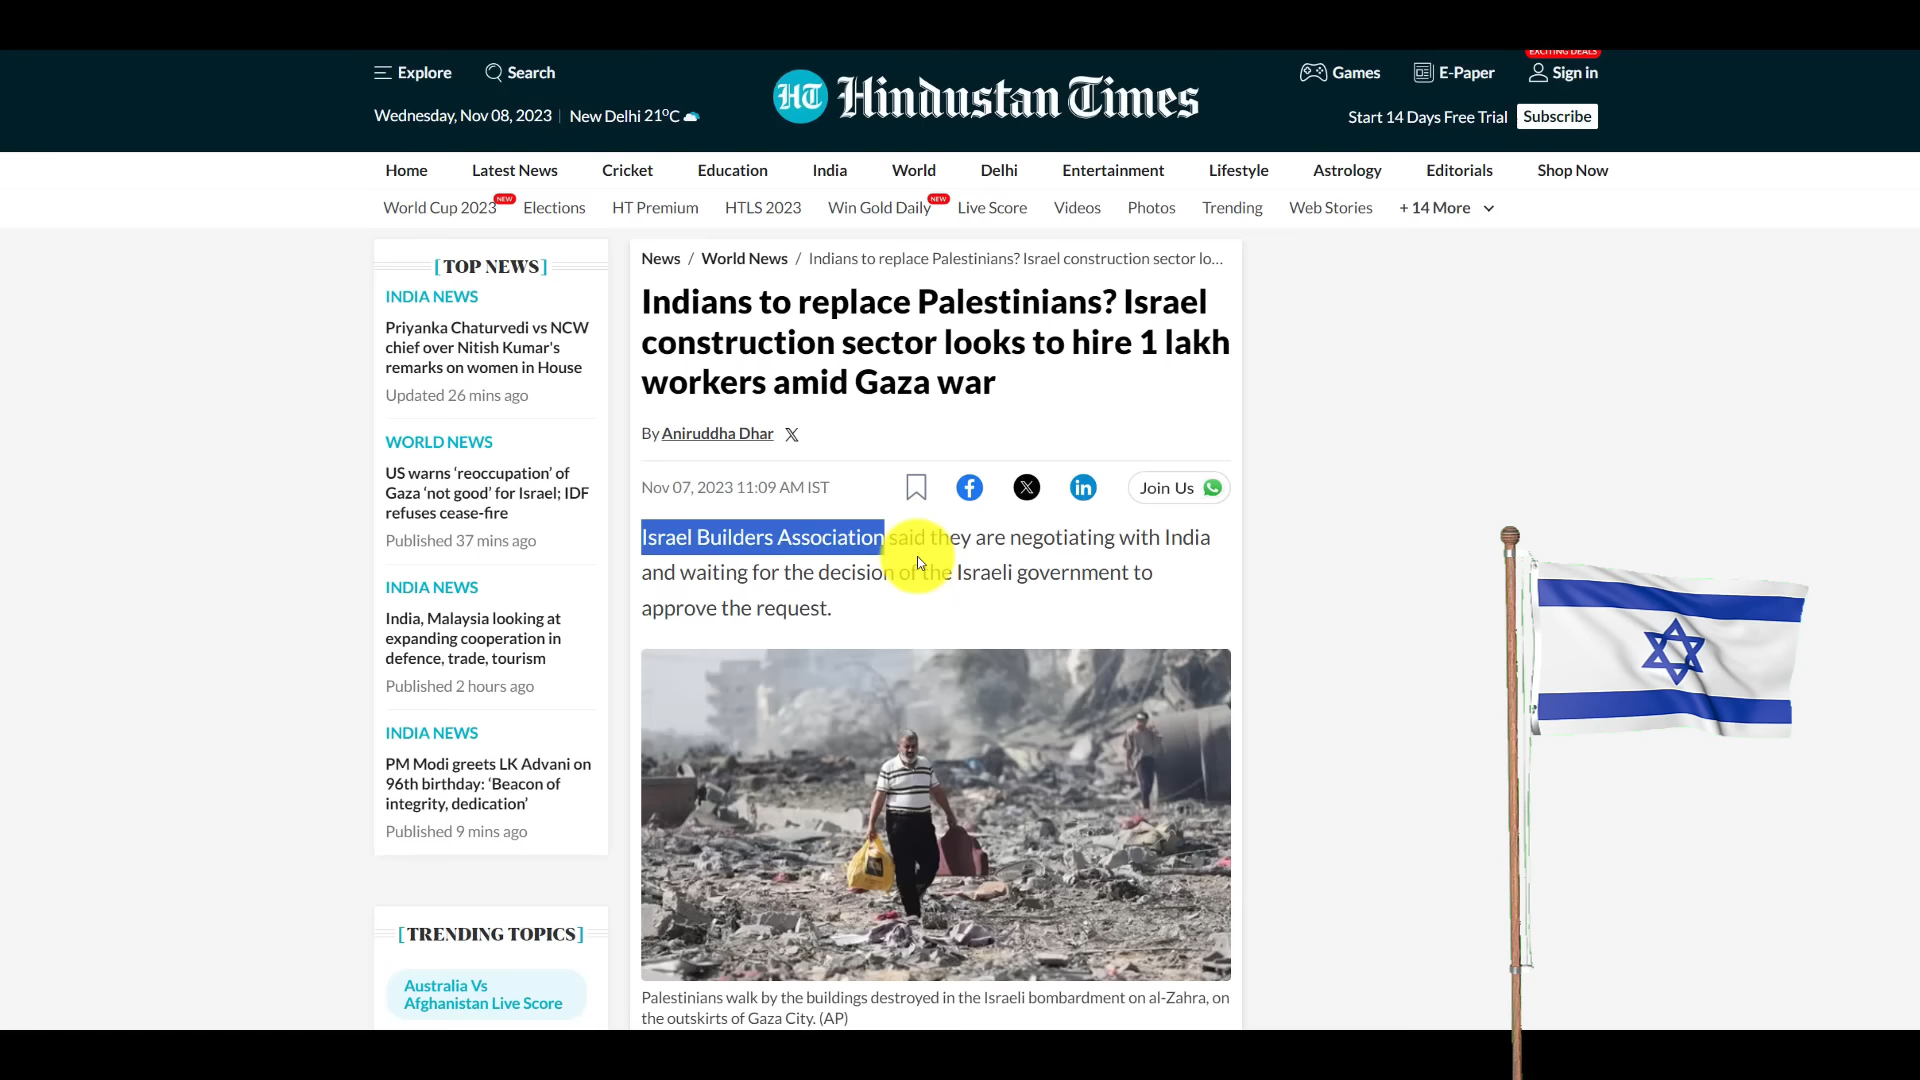 EXCITING DEALS
Explore
Search
HT Hindustan Times
Games
E-Paper
Sign in
Wednesday, Nov 08, 2023 | New Delhi 21°C
Start 14 Days Free Trial
Subscribe
Home Latest News Cricket Education India World Delhi Entertainment Lifestyle Astrology Editorials Shop Now
World Cup 2023 NEW Elections HT Premium HTLS 2023 Win Gold Daily NEW Live Score Videos Photos Trending Web Stories + 14 More
[TOP NEWS]
INDIA NEWS
Priyanka Chaturvedi vs NCW
chief over Nitish Kumar's
remarks on women in House
Updated 26 mins ago
WORLD NEWS
US warns ‘reoccupation’ of
Gaza ‘not good’ for Israel; IDF
refuses cease-fire
Published 37 mins ago
INDIA NEWS
India, Malaysia looking at
expanding cooperation in
defence, trade, tourism
Published 2 hours ago
INDIA NEWS
PM Modi greets LK Advani on
96th birthday: ‘Beacon of
integrity, dedication’
Published 9 mins ago
[TRENDING TOPICS]
Australia Vs
Afghanistan Live Score
News / World News / Indians to replace Palestinians? Israel construction sector lo...
Indians to replace Palestinians? Israel
construction sector looks to hire 1 lakh
workers amid Gaza war
By Aniruddha Dhar
Nov 07, 2023 11:09 AM IST
Join Us
Israel Builders Association said they are negotiating with India
and waiting for the decision of the Israeli government to
approve the request.
Palestinians walk by the buildings destroyed in the Israeli bombardment on al-Zahra, on
the outskirts of Gaza City. (AP)